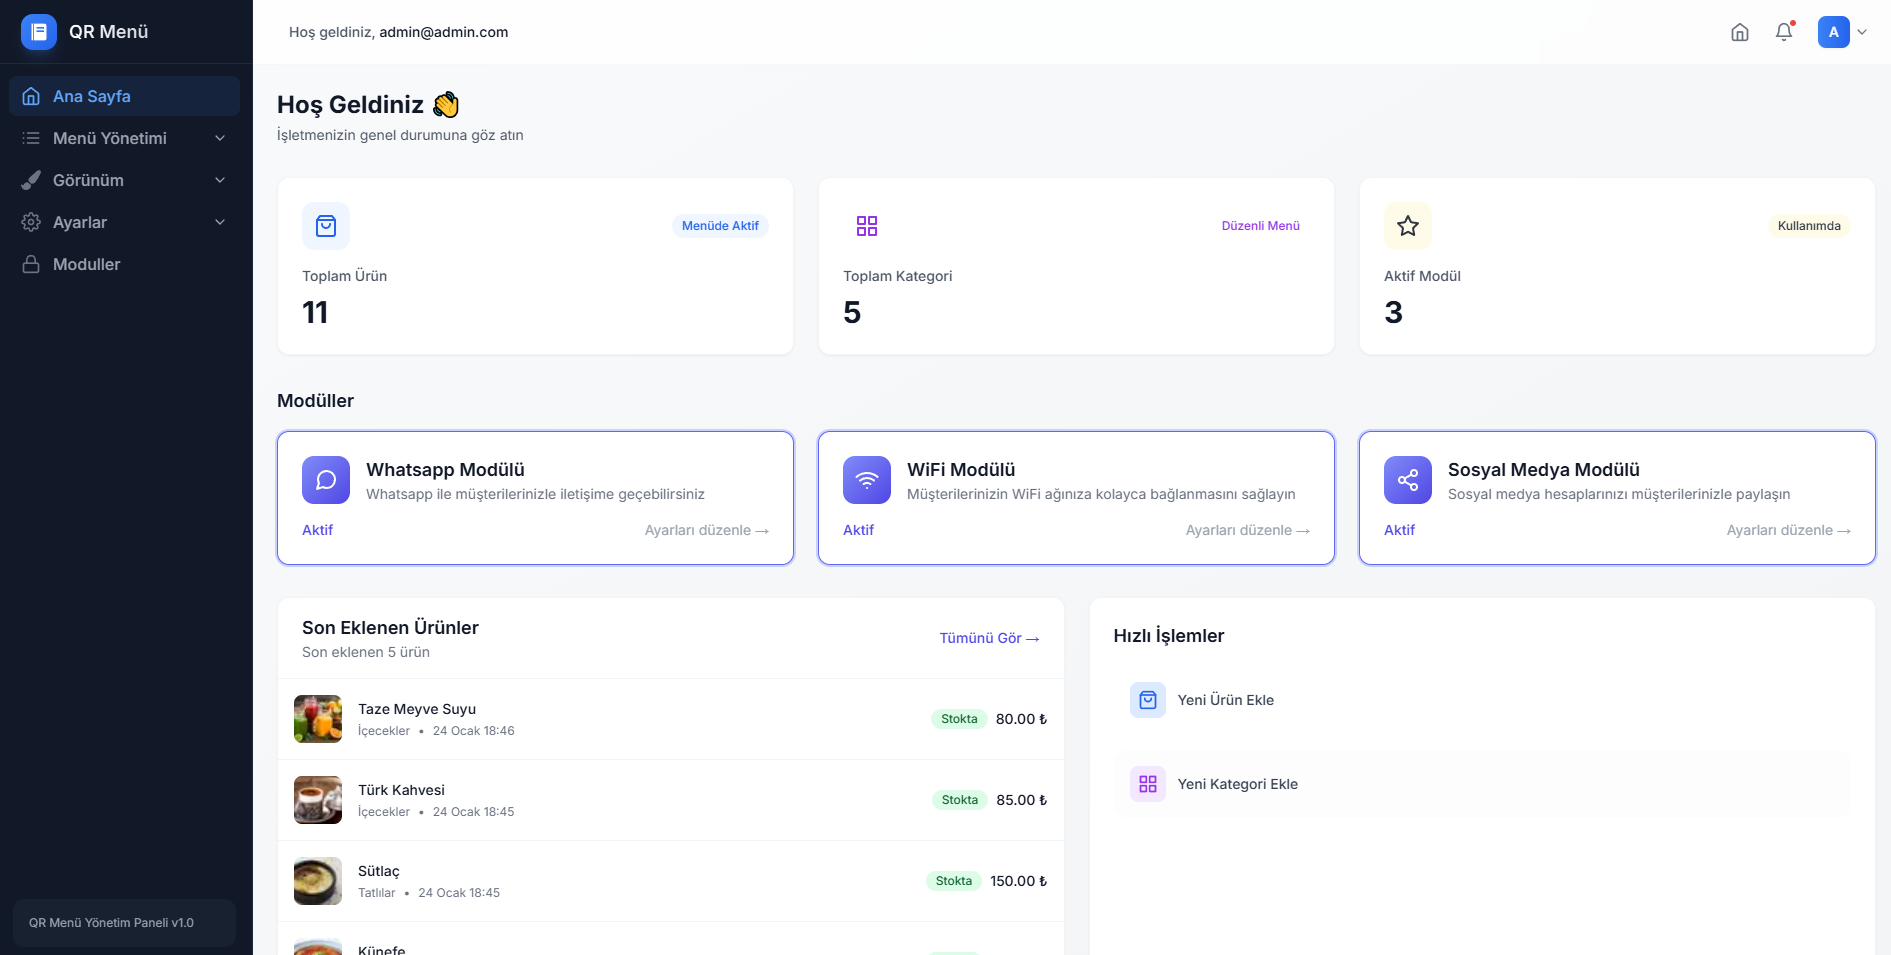 QR Menü
Hoş geldiniz, admin@admin.com
A
Ana Sayfa
Menü Yönetimi
Görünüm
Ayarlar
Moduller
QR Menü Yönetim Paneli v1.0
Hoş Geldiniz 👋
İşletmenizin genel durumuna göz atın
Menüde Aktif
Toplam Ürün
11
Düzenli Menü
Toplam Kategori
5
Kullanımda
Aktif Modül
3
Modüller
Whatsapp Modülü
Whatsapp ile müşterilerinizle iletişime geçebilirsiniz
Aktif
Ayarları düzenle →
WiFi Modülü
Müşterilerinizin WiFi ağınıza kolayca bağlanmasını sağlayın
Aktif
Ayarları düzenle →
Sosyal Medya Modülü
Sosyal medya hesaplarınızı müşterilerinizle paylaşın
Aktif
Ayarları düzenle →
Son Eklenen Ürünler
Son eklenen 5 ürün
Tümünü Gör →
Taze Meyve Suyu
İçecekler • 24 Ocak 18:46
Stokta 80.00 ₺
Türk Kahvesi
İçecekler • 24 Ocak 18:45
Stokta 85.00 ₺
Sütlaç
Tatlılar • 24 Ocak 18:45
Stokta 150.00 ₺
Künefe
Hızlı İşlemler
Yeni Ürün Ekle
Yeni Kategori Ekle